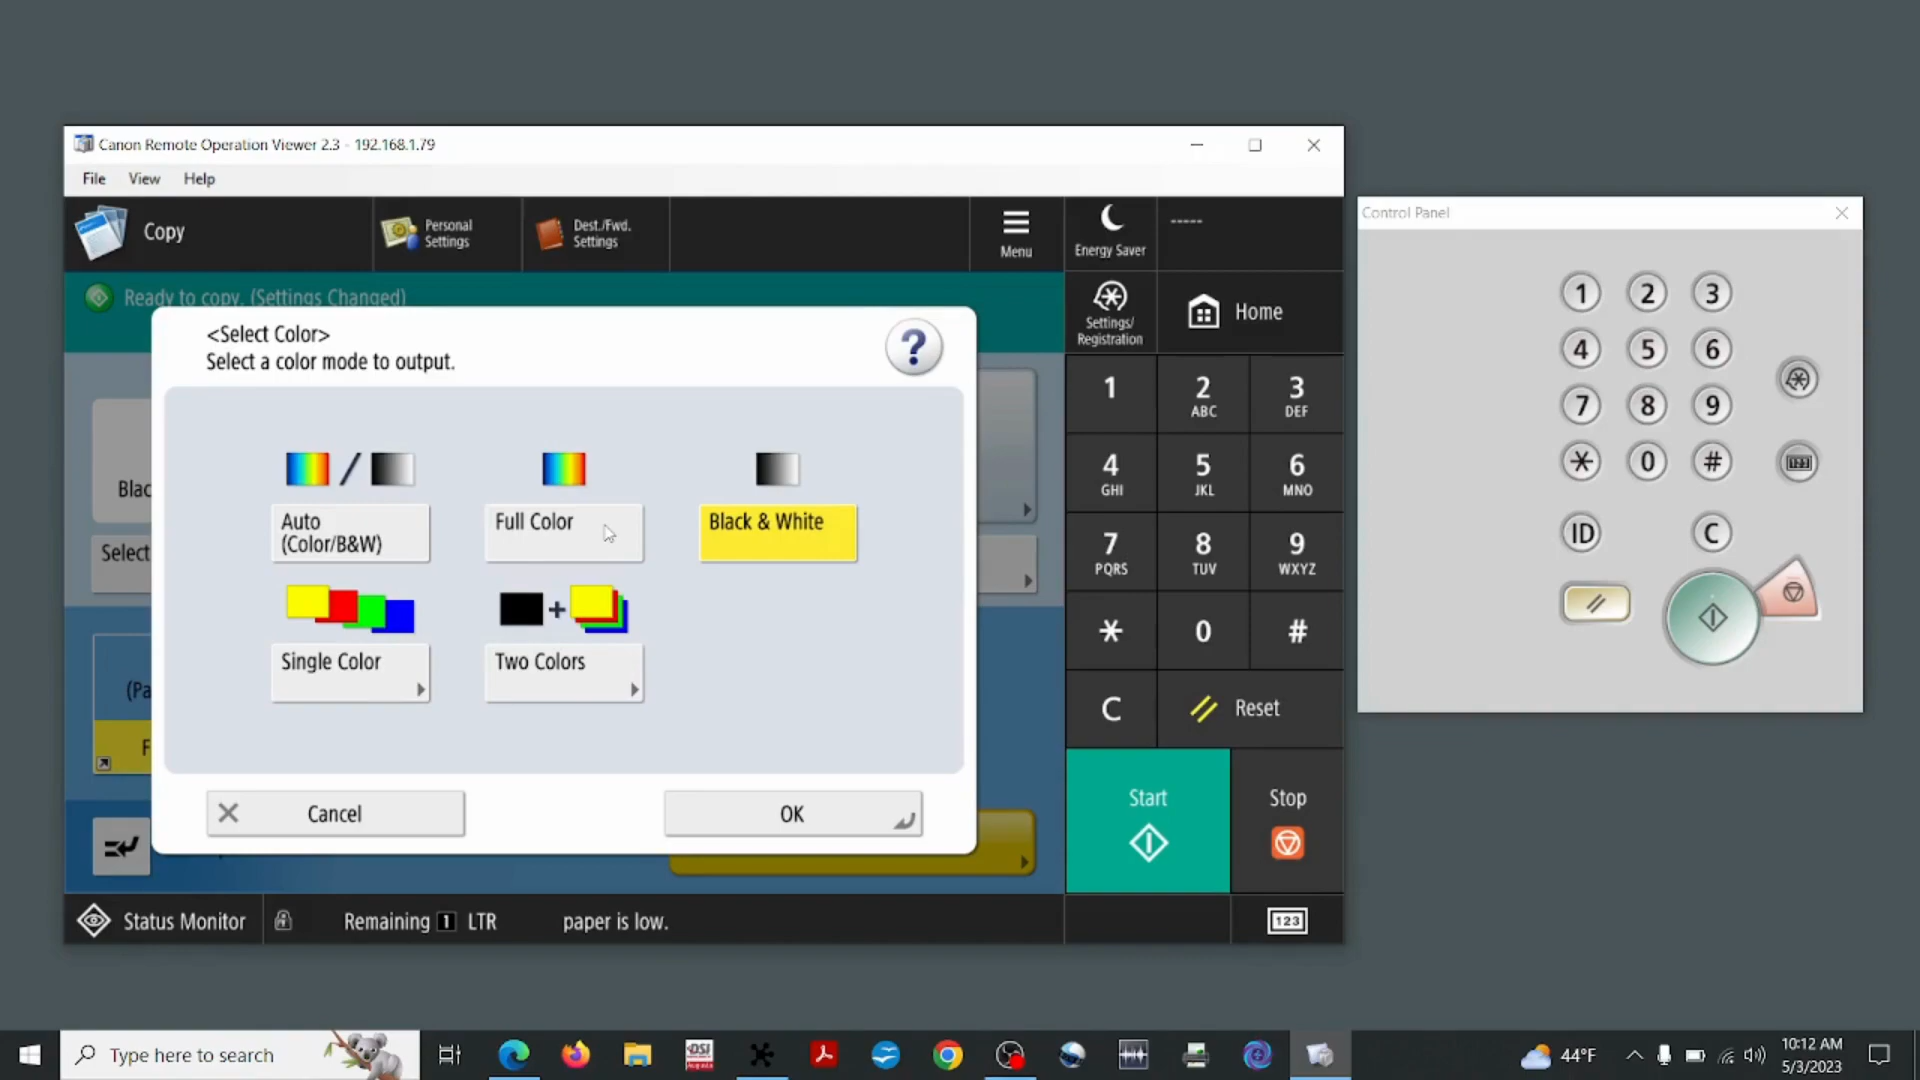 Canon Remote Operation Viewer 2.3 - 192.168.1.79
File View Help
Copy
Personal
Settings
Dest./Fwd.
Settings
Menu
Energy Saver
-----
Ready to copy. (Settings Changed)
Settings/
Registration
Home
<Select Color>
Select a color mode to output.
?
Blac
Select
(Pa
F
Auto
(Color/B&W)
Full Color
Black & White
Single Color
Two Colors
Cancel
OK
1
2
ABC
3
DEF
4
GHI
5
JKL
6
MNO
7
PQRS
8
TUV
9
WXYZ
*
0
#
C
Reset
Start
Stop
Status Monitor
Remaining 1 LTR paper is low.
123
Control Panel
1 2 3
4 5 6
7 8 9
* 0 #
ID C
Type here to search
DSI
44°F
10:12 AM
5/3/2023